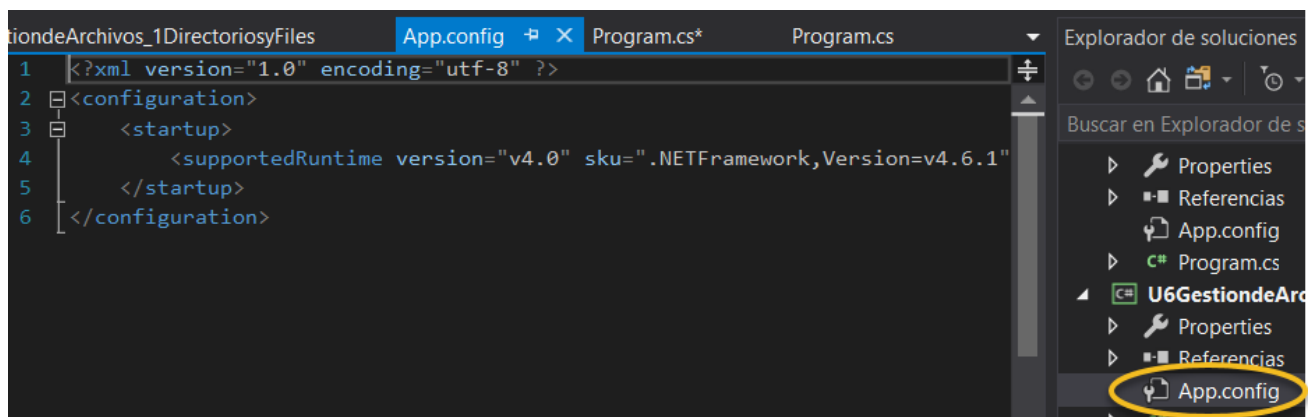 tiondeArchivos_1DirectoriosyFiles App.config Program.cs* Program.cs
1 <?xml version="1.0" encoding="utf-8" ?>
2 <configuration>
3 <startup>
4 <supportedRuntime version="v4.0" sku=".NETFramework,Version=v4.6.1"
5 </startup>
6 </configuration>
Explorador de soluciones
Buscar en Explorador de s
Properties
Referencias
App.config
C# Program.cs
C# U6GestiondeArc
Properties
Referencias
App.config